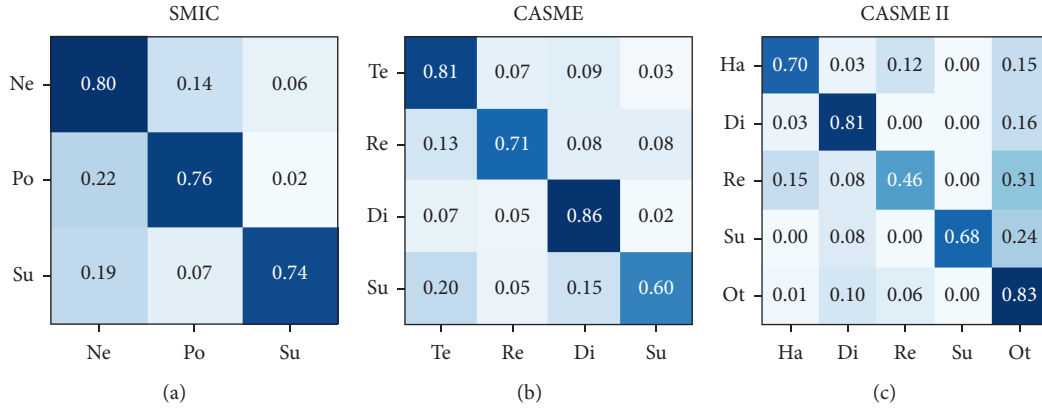 SMIC
Ne 0.80 0.14 0.06
Po 0.22 0.76 0.02
Su 0.19 0.07 0.74
Ne Po Su
(a)
CASME
Te 0.81 0.07 0.09 0.03
Re 0.13 0.71 0.08 0.08
Di 0.07 0.05 0.86 0.02
Su 0.20 0.05 0.15 0.60
Te Re Di Su
(b)
CASME II
Ha 0.70 0.03 0.12 0.00 0.15
Di 0.03 0.81 0.00 0.00 0.16
Re 0.15 0.08 0.46 0.00 0.31
Su 0.00 0.08 0.00 0.68 0.24
Ot 0.01 0.10 0.06 0.00 0.83
Ha Di Re Su Ot
(c)